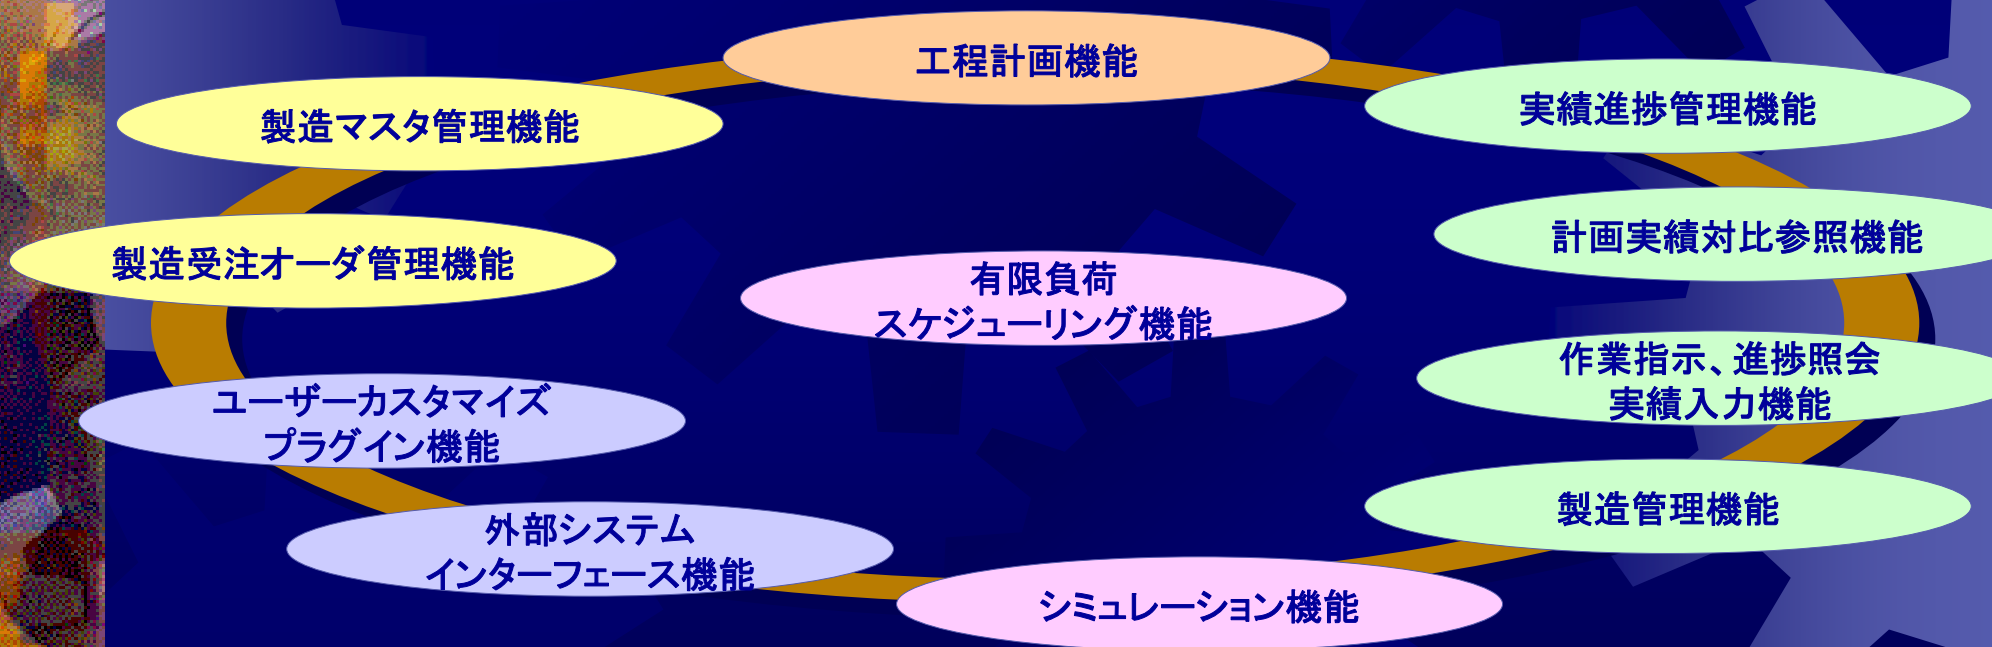 工程計画機能
製造マスタ管理機能
実績進捗管理機能
製造受注オーダ管理機能
計画実績対比参照機能
有限負荷
スケジューリング機能
作業指示、進捗照会
実績入力機能
ユーザーカスタマイズ
プラグイン機能
製造管理機能
外部システム
インターフェース機能
シミュレーション機能